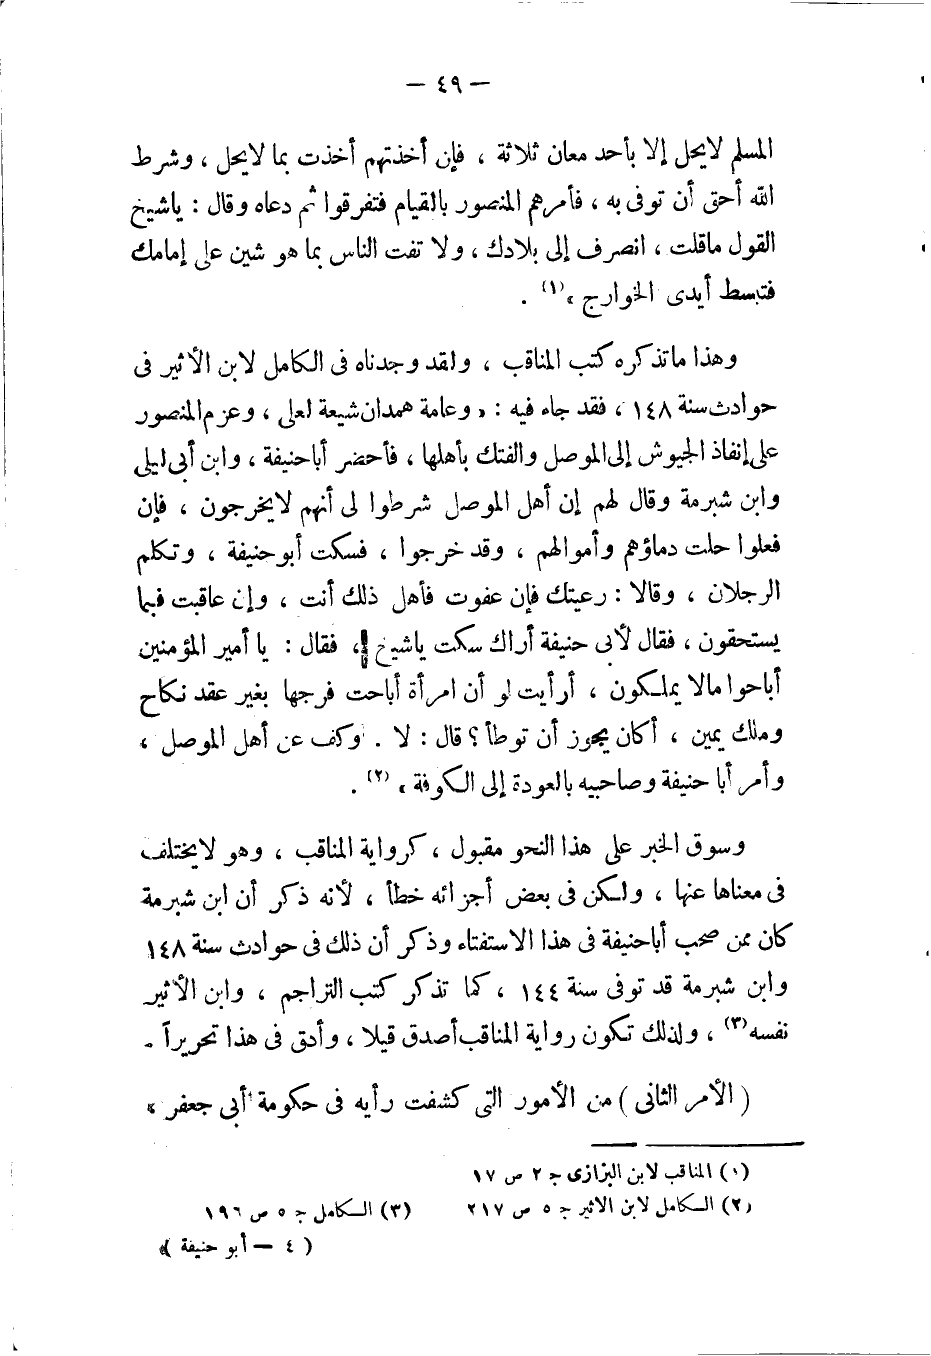 — ٤٩ —
المسلم لايحل إلا بأحد معان ثلاثة ، فإن أخذتهم أخذت بما لايحل ، وشرط
الله أحق أن توفى به ، فأمرهم المنصور بالقيام فتفرقوا ثم دعاه وقال : ياشيخ
القول ماقلت ، انصرف إلى بلادك ، ولا تفت الناس بما هو شين على إمامك
فتبسط أيدى الخوارج » (١) .
وهذا ماتذكره كتب المناقب ، ولقد وجدناه فى الكامل لابن الأثير فى
حوادث سنة ١٤٨ ، فقد جاء فيه : « وعامة همدان شيعة لعلى ، وعزم المنصور
على إنفاذ الجيوش إلى الموصل والفتك بأهلها ، فأحضر أباحنيفة ، وابن أبى ليلى
وابن شبرمة وقال لهم إن أهل الموصل شرطوا لى أنهم لايخرجون ، فإن
فعلوا حلت دماؤهم وأموالهم ، وقد خرجوا ، فسكت أبو حنيفة ، وتكلم
الرجلان ، وقالا : رعيتك فإن عفوت فأهل ذلك أنت ، وإن عاقبت فبما
يستحقون ، فقال لأبى حنيفة أراك سكت ياشيخ ، فقال : يا أمير المؤمنين
أباحوا مالا يملكون ، أرأيت لو أن امرأة أباحت فرجها بغير عقد نكاح
وملك يمين ، أكان يجوز أن توطأ ؟ قال : لا . وكف عن أهل الموصل ،
وأمر أبا حنيفة وصاحبيه بالعودة إلى الكوفة » (٢) .
وسوق الخبر على هذا النحو مقبول ، كرواية المناقب ، وهو لايختلف
فى معناها عنها ، ولكن فى بعض أجزائه خطأ ، لأنه ذكر أن ابن شبرمة
كان ممن صحب أباحنيفة فى هذا الاستفتاء وذكر أن ذلك فى حوادث سنة ١٤٨
وابن شبرمة قد توفى سنة ١٤٤ ، كما تذكر كتب التراجم ، وابن الأثير
نفسه (٣) ، ولذلك تكون رواية المناقب أصدق قيلا ، وأدق فى هذا تحريراً .
( الأمر الثانى ) من الأمور التى كشفت رأيه فى حكومة أبى جعفر »
(١) المناقب لابن البزازى جـ ٢ ص ١٧
(٢) الكامل لابن الاثير جـ ٥ ص ٢١٧ (٣) الكامل جـ ٥ ص ١٩٦
( ٤ — أبو حنيفة )